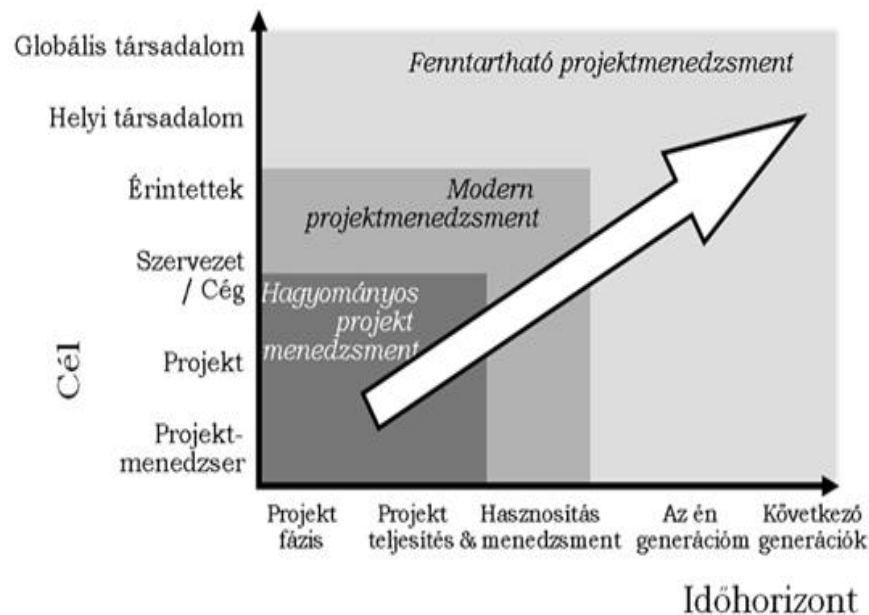 Globális társadalom
Fenntartható projektmenedzsment
Helyi társadalom
Érintettek
Modern
projektmenedzsment
Szervezet
/ Cég
Hagyományos
projekt
menedzsment
Projekt
Cél
Projekt-
menedzser
Projekt
fázis
Projekt
teljesítés
Hasznosítás
& menedzsment
Az én
generációm
Következő
generációk
Időhorizont